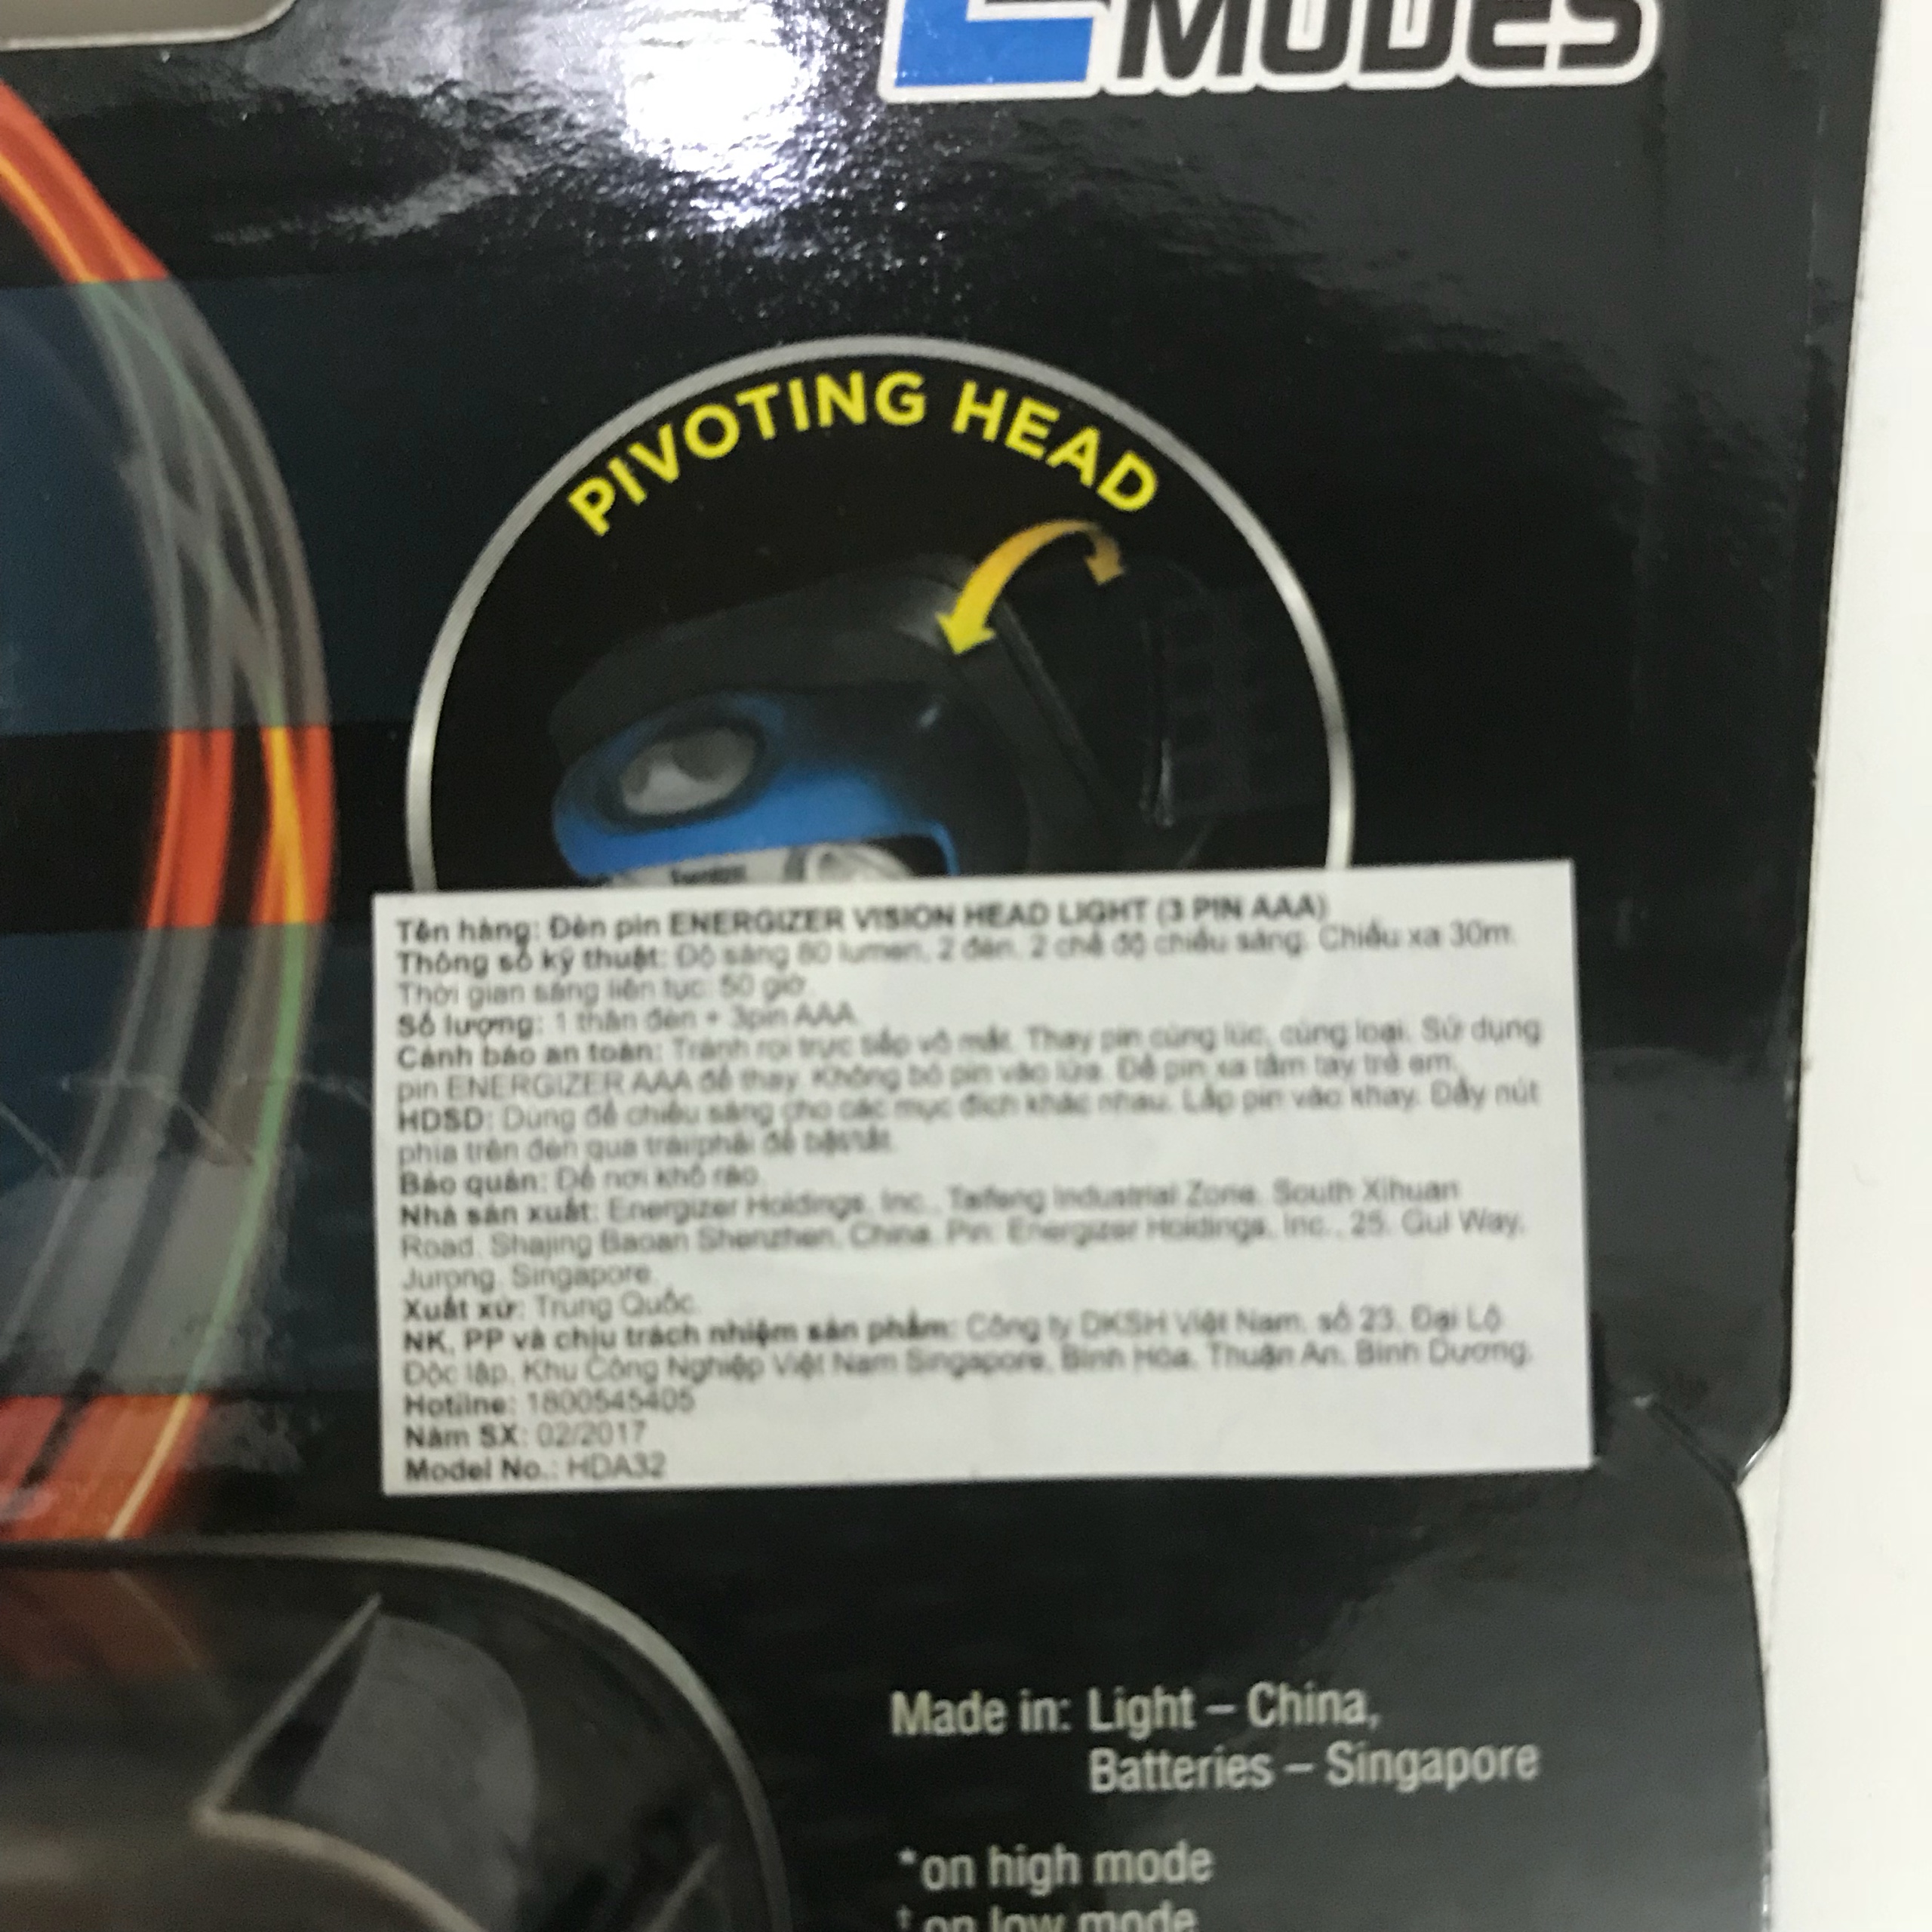 2 MODES
PIVOTING HEAD
Tên hàng: Đèn pin ENERGIZER VISION HEAD LIGHT (3 PIN AAA)
Thông số kỹ thuật: Độ sáng 80 lumen, 2 đèn, 2 chế độ chiếu sáng. Chiếu xa 30m.
Thời gian sáng liên tục: 50 giờ.
Số lượng: 1 thân đèn + 3pin AAA
Cảnh báo an toàn: Tránh rọi trực tiếp vô mắt. Thay pin cùng lúc, cùng loại. Sử dụng
pin ENERGIZER AAA để thay. Không bỏ pin vào lửa. Để pin xa tầm tay trẻ em.
HDSD: Dùng để chiếu sáng cho các mục đích khác nhau. Lắp pin vào khay. Đẩy nút
phía trên đèn qua trái/phải để bật/tắt.
Bảo quản: Để nơi khô ráo.
Nhà sản xuất: Energizer Holdings, Inc., Taifeng Industrial Zone, South Xihuan
Road, Shajing Baoan Shenzhen, China. Pin: Energizer Holdings, Inc., 25, Gul Way,
Jurong, Singapore.
Xuất xứ: Trung Quốc.
NK, PP và chịu trách nhiệm sản phẩm: Công ty DKSH Việt Nam, số 23, Đại Lộ
Độc lập, Khu Công Nghiệp Việt Nam Singapore, Bình Hòa, Thuận An, Bình Dương.
Hotline: 1800545405
Năm SX: 02/2017
Model No.: HDA32
Made in: Light – China,
Batteries – Singapore
*on high mode
†on low mode